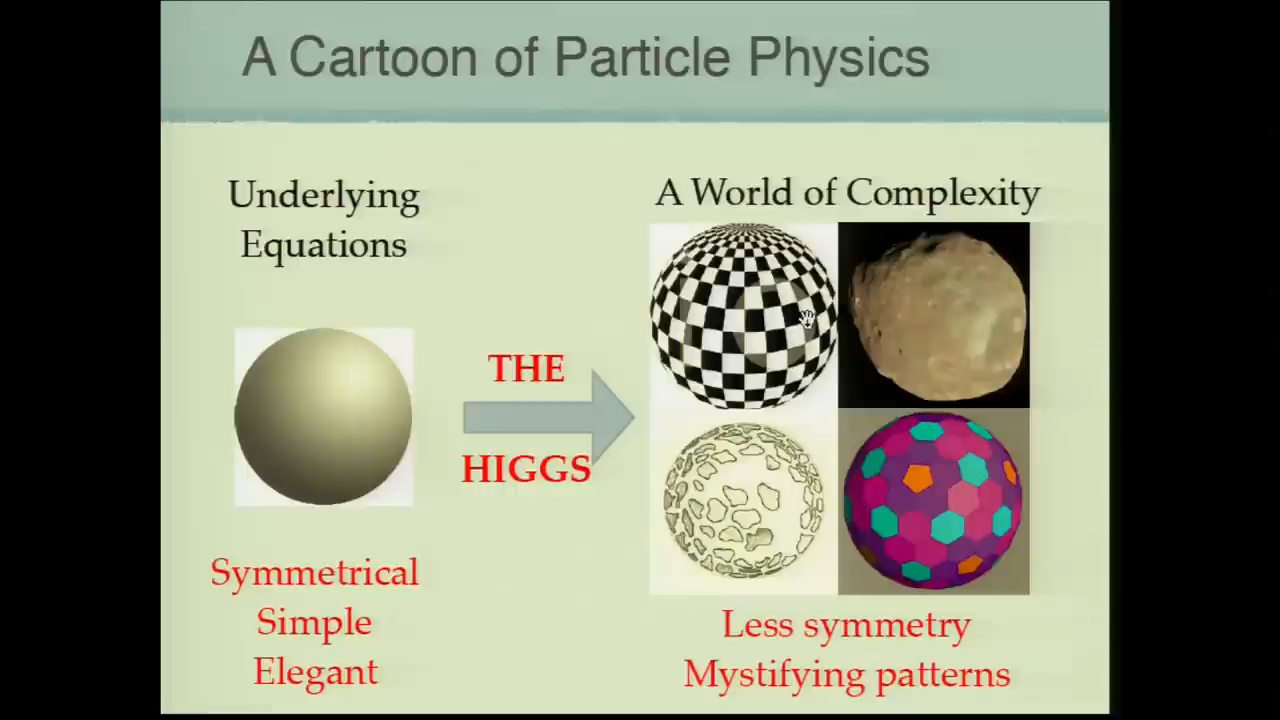 A Cartoon of Particle Physics
Underlying
Equations
A World of Complexity
THE
HIGGS
Symmetrical
Simple
Elegant
Less symmetry
Mystifying patterns